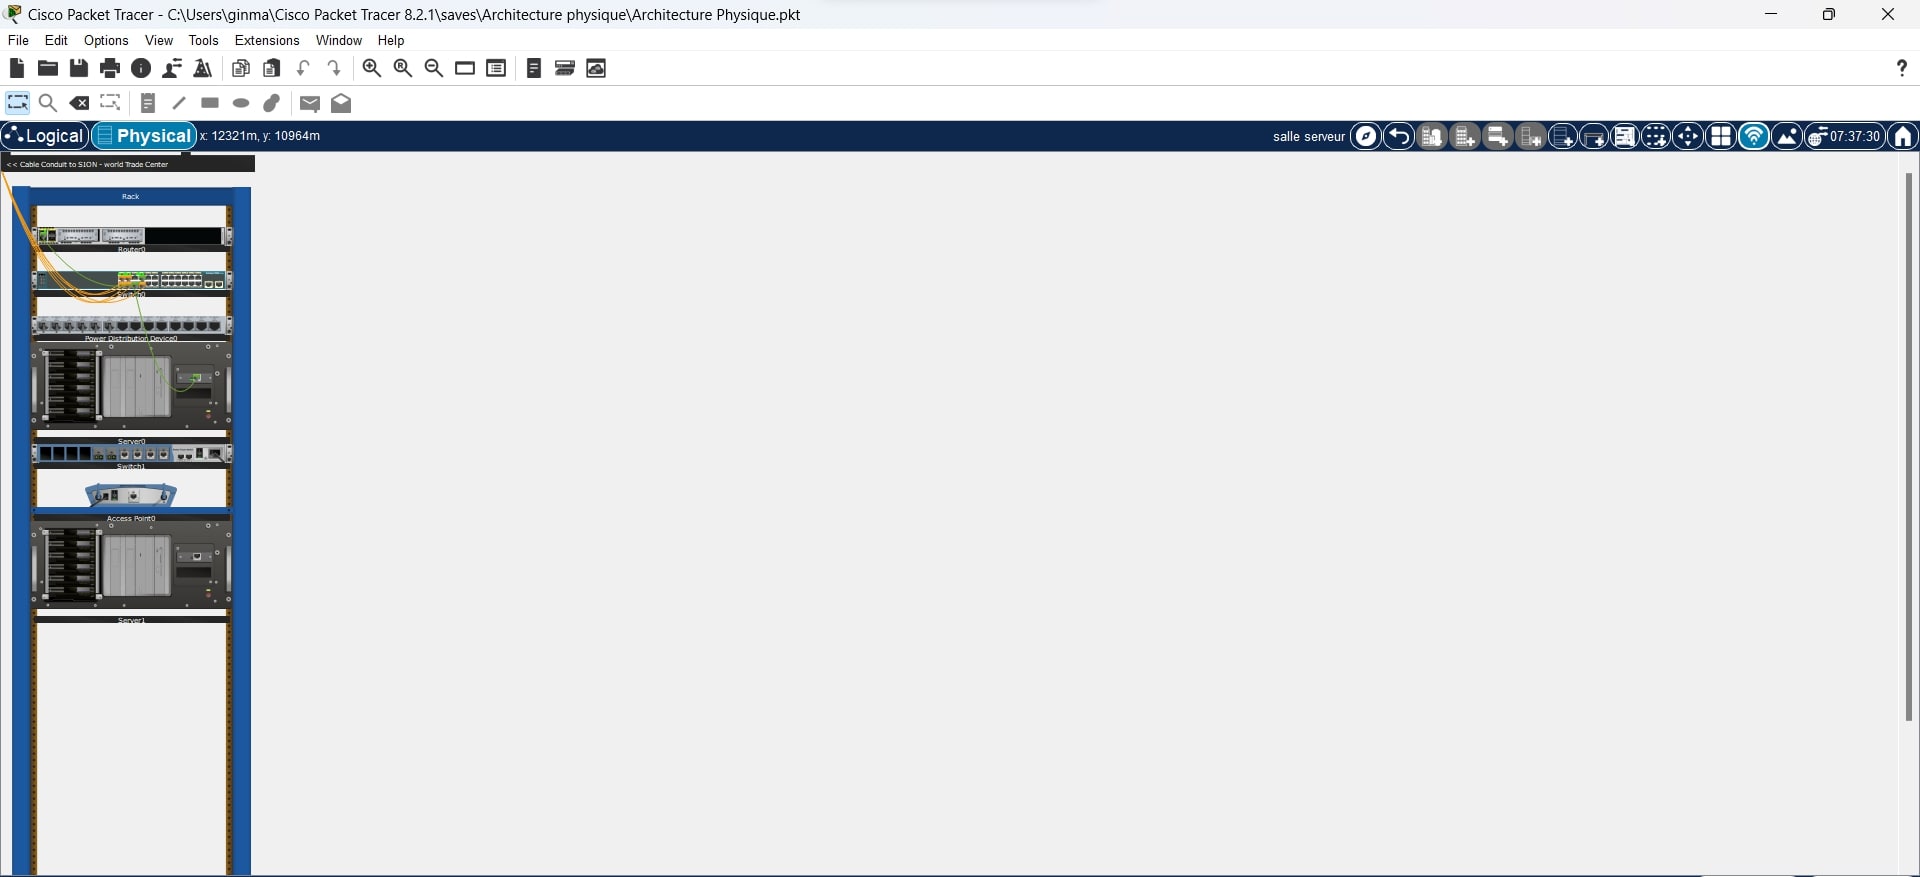 Cisco Packet Tracer - C:\Users\ginma\Cisco Packet Tracer 8.2.1\saves\Architecture physique\Architecture Physique.pkt
File Edit Options View Tools Extensions Window Help
?
Logical Physical x: 12321m, y: 10964m salle serveur 07:37:30
<< Cable Conduit to SION - world Trade Center
Rack
Router0
Switch0
Power Distribution Device0
Server0
Switch1
Access Point0
Server1